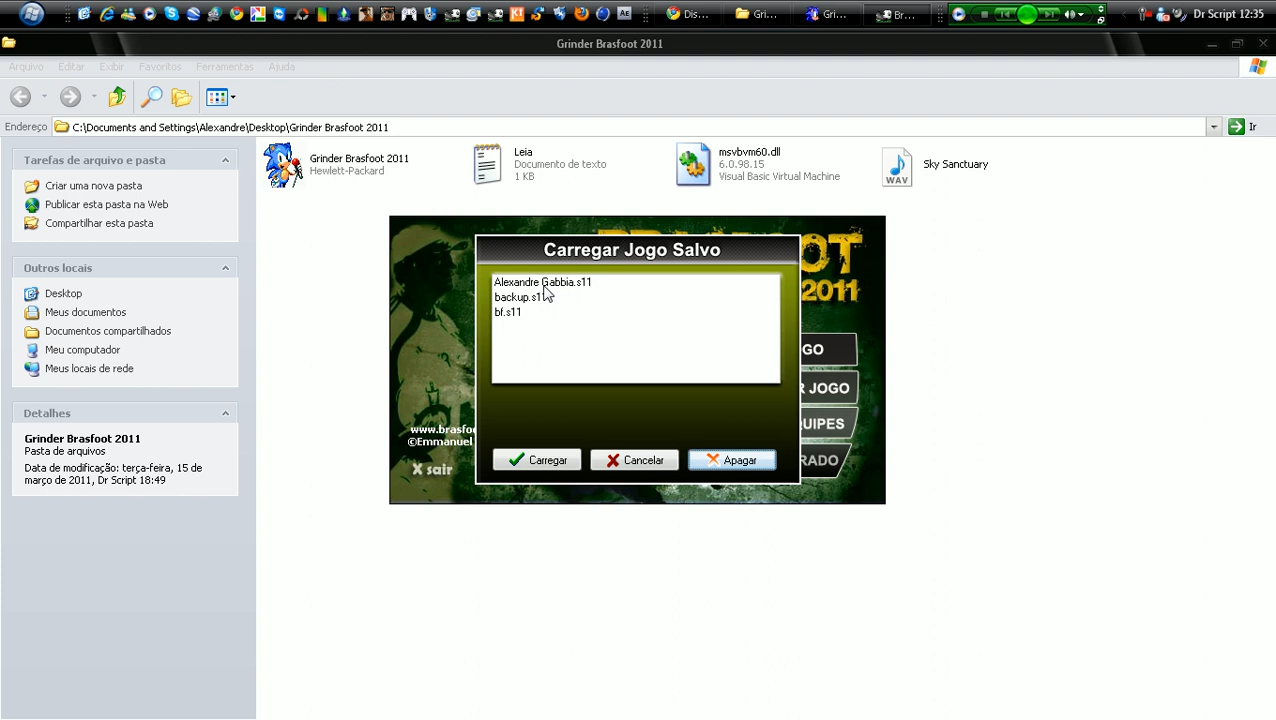 Dis...
Gri...
Gri...
Br...
Dr Script 12:35
Grinder Brasfoot 2011
Arquivo Editar Exibir Favoritos Ferramentas Ajuda
Endereço C:\Documents and Settings\Alexandre\Desktop\Grinder Brasfoot 2011 Ir
Tarefas de arquivo e pasta
Criar uma nova pasta
Publicar esta pasta na Web
Compartilhar esta pasta
Outros locais
Desktop
Meus documentos
Documentos compartilhados
Meu computador
Meus locais de rede
Detalhes
Grinder Brasfoot 2011
Pasta de arquivos
Data de modificação: terça-feira, 15 de
março de 2011, Dr Script 18:49
Grinder Brasfoot 2011
Hewlett-Packard
Leia
Documento de texto
1 KB
msvbvm60.dll
6.0.98.15
Visual Basic Virtual Machine
WAV
Sky Sanctuary
2011
Carregar Jogo Salvo
Alexandre Gabbia.s11
backup.s11
bf.s11
Carregar
Cancelar
Apagar
GO
R JOGO
UIPES
RADO
www.brasfoo
©Emmanuel
X sair